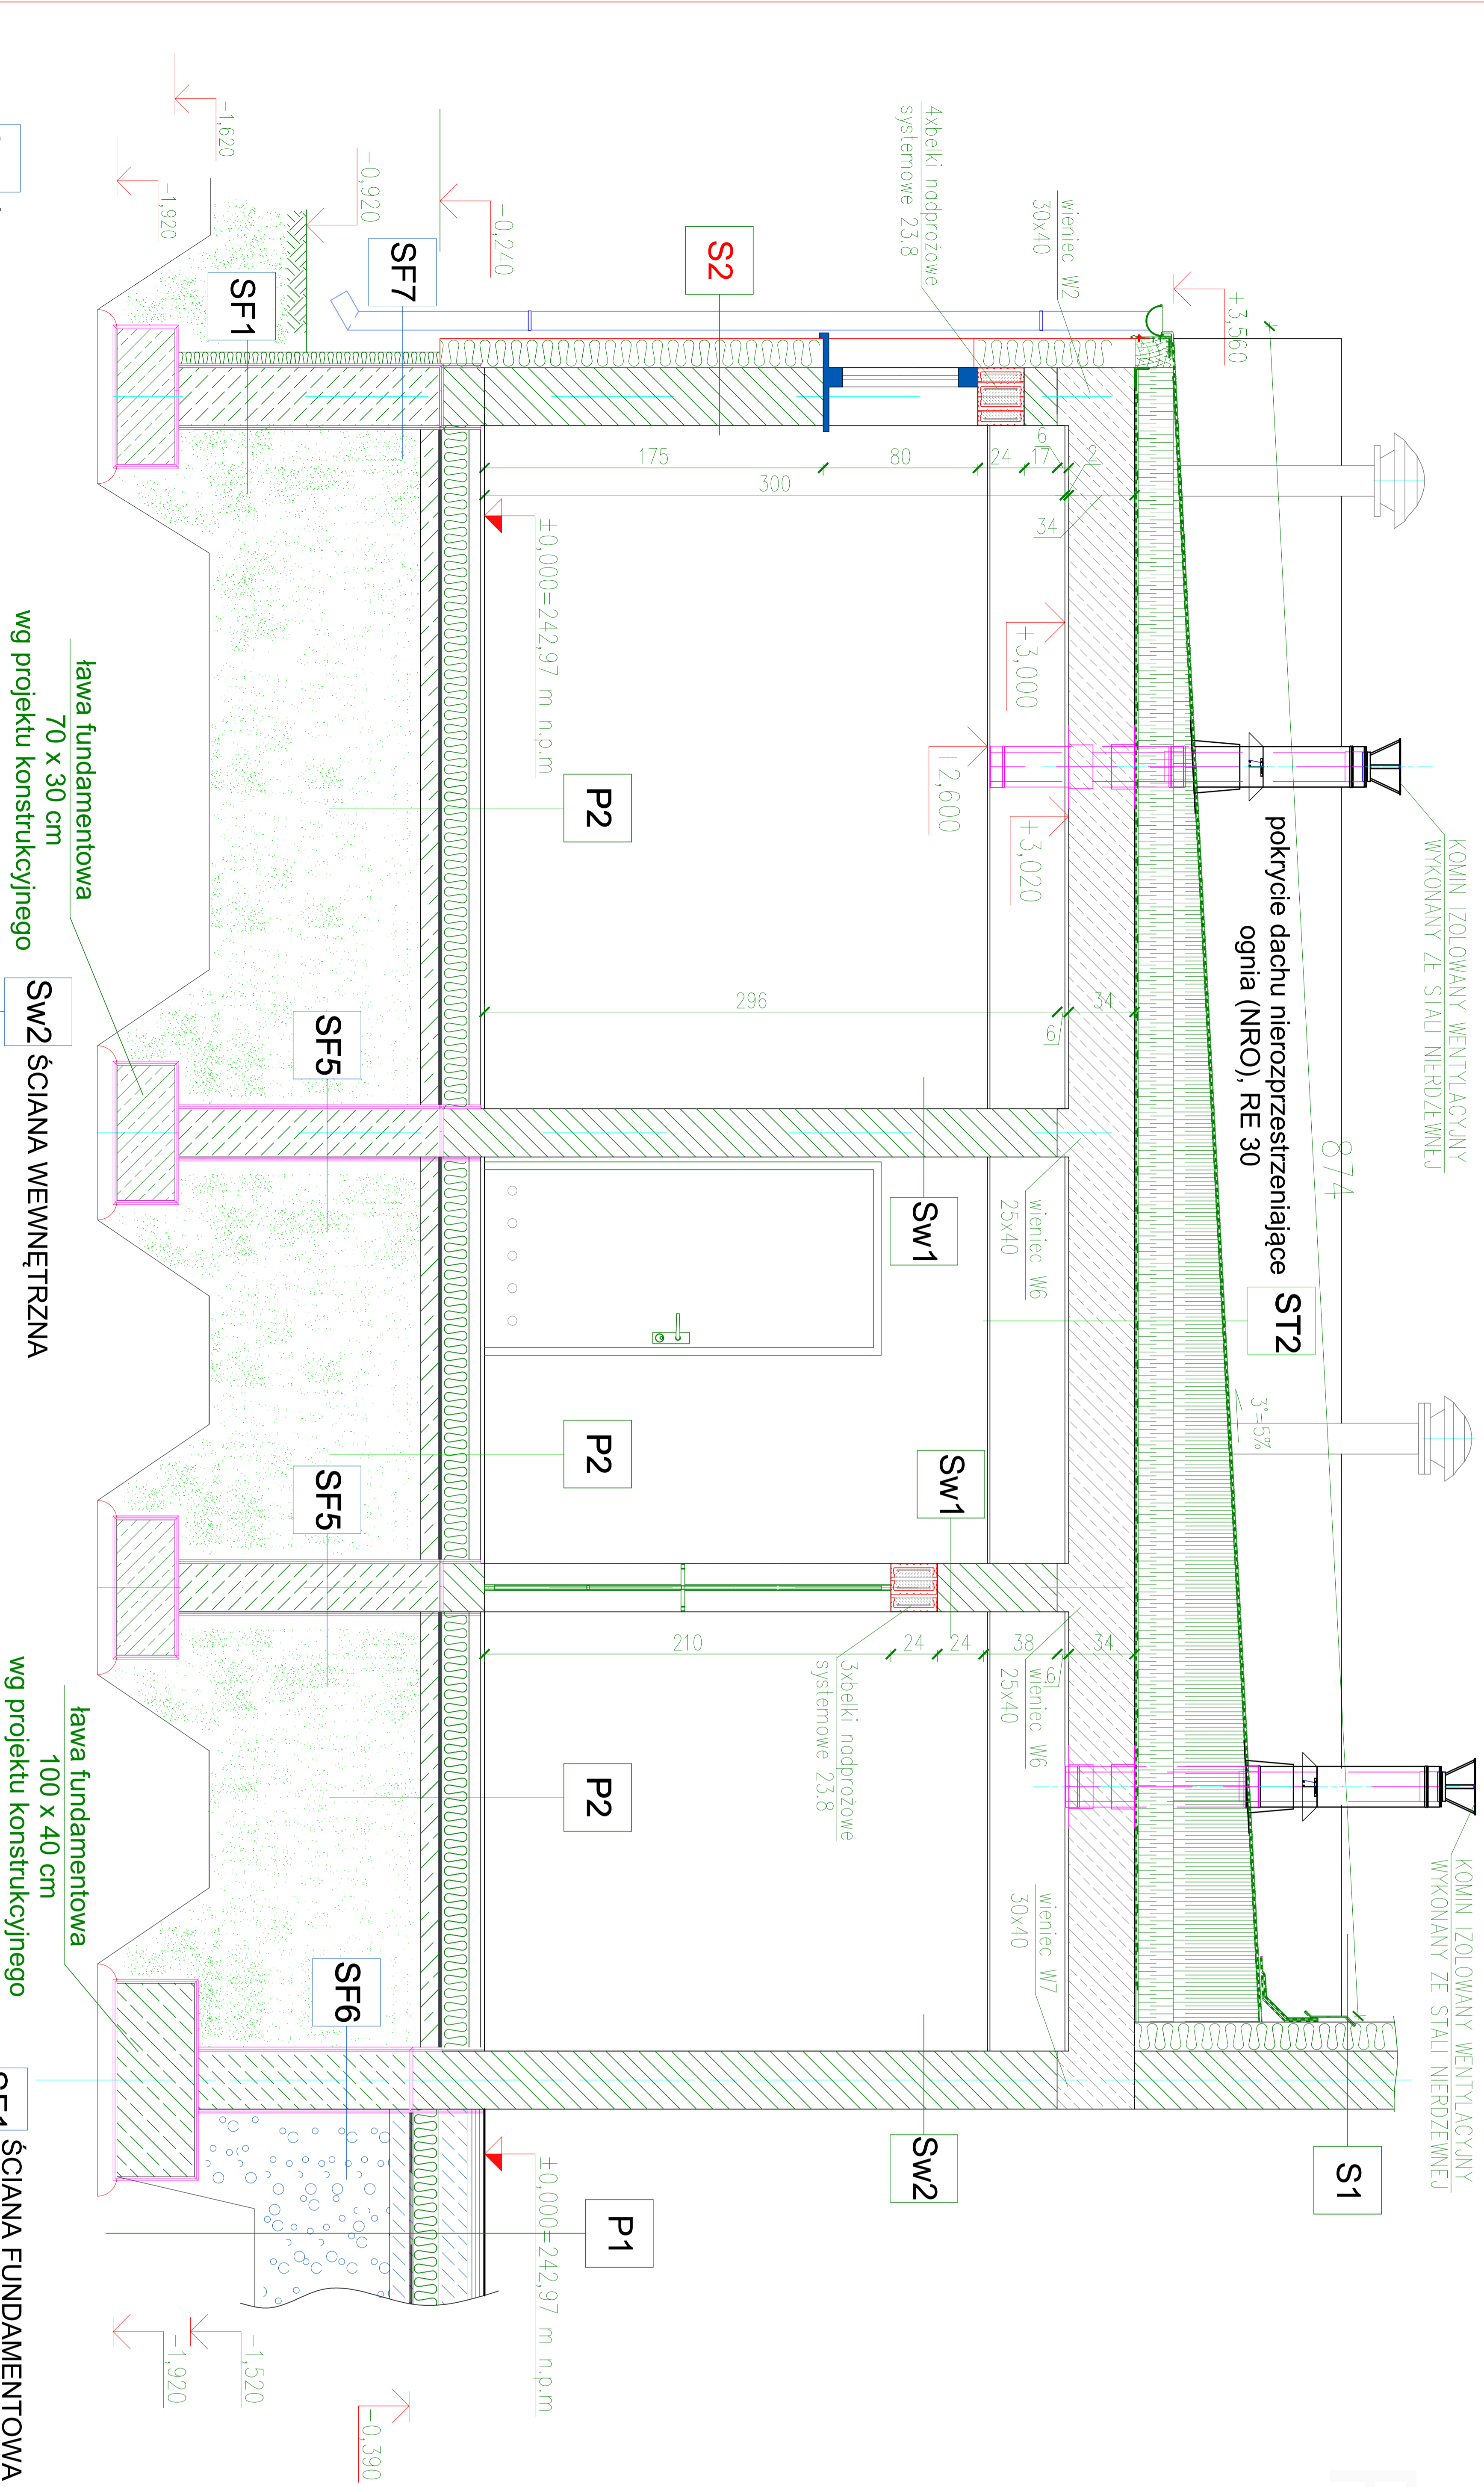 KOMIN IZOLOWANY WENTYLACYJNY
WYKONANY ZE STALI NIERDZEWNEJ
KOMIN IZOLOWANY WENTYLACYJNY
WYKONANY ZE STALI NIERDZEWNEJ
874
pokrycie dachu nierozprzestrzeniające
ognia (NRO), RE 30
ST2
3°=5%
S1
+3,560
wieniec W2
30x40
4xbelki nadprożowe
systemowe 23.8
S2
-0,240
SF7
-0,920
SF1
-1,620
-1,920
6
17
2
24
80
175
300
34
±0,000=242,97 m n.p.m
+3,000
+2,600
+3,020
P2
296
6
34
Sw1
wieniec W6
25x40
SF5
P2
Sw1
SF5
210
24
24
38
6
34
wieniec W6
25x40
3xbelki nadprożowe
systemowe 23.8
P2
wieniec W7
30x40
Sw2
SF6
P1
±0,000=242,97 m n.p.m
-0,390
-1,520
-1,920
ława fundamentowa
70 x 30 cm
wg projektu konstrukcyjnego
ława fundamentowa
100 x 40 cm
wg projektu konstrukcyjnego
Sw2 ŚCIANA WEWNĘTRZNA
SF1 ŚCIANA FUNDAMENTOWA